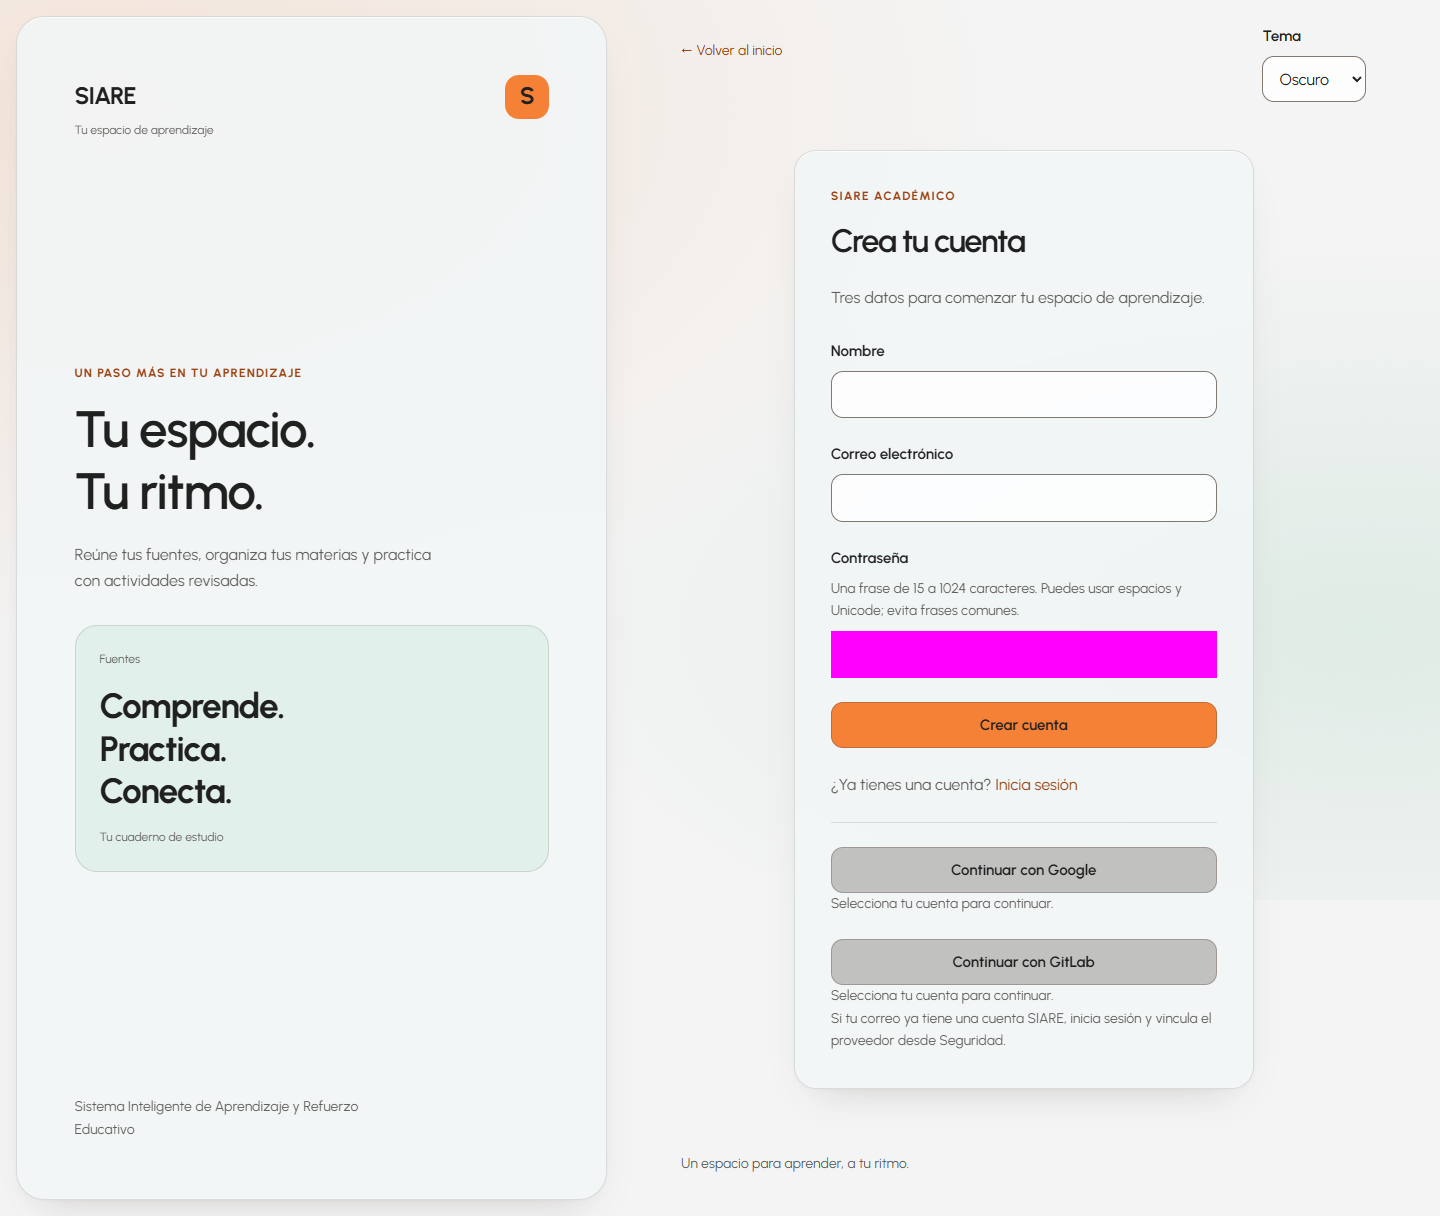 SIARE
S
Tu espacio de aprendizaje
UN PASO MÁS EN TU APRENDIZAJE
Tu espacio.
Tu ritmo.
Reúne tus fuentes, organiza tus materias y practica
con actividades revisadas.
Fuentes
Comprende.
Practica.
Conecta.
Tu cuaderno de estudio
Sistema Inteligente de Aprendizaje y Refuerzo
Educativo
← Volver al inicio
Tema
Oscuro
SIARE ACADÉMICO
Crea tu cuenta
Tres datos para comenzar tu espacio de aprendizaje.
Nombre
Correo electrónico
Contraseña
Una frase de 15 a 1024 caracteres. Puedes usar espacios y
Unicode; evita frases comunes.
Crear cuenta
¿Ya tienes una cuenta? Inicia sesión
Continuar con Google
Selecciona tu cuenta para continuar.
Continuar con GitLab
Selecciona tu cuenta para continuar.
Si tu correo ya tiene una cuenta SIARE, inicia sesión y vincula el
proveedor desde Seguridad.
Un espacio para aprender, a tu ritmo.